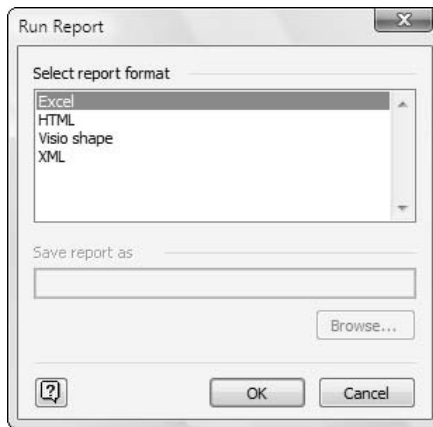 Run Report
Select report format
Excel
HTML
Visio shape
XML
Save report as
Browse...
OK
Cancel